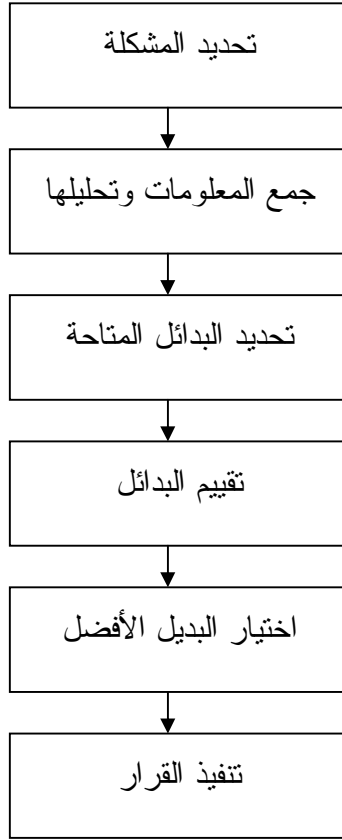 تحديد المشكلة
جمع المعلومات وتحليلها
تحديد البدائل المتاحة
تقييم البدائل
اختيار البديل الأفضل
تنفيذ القرار